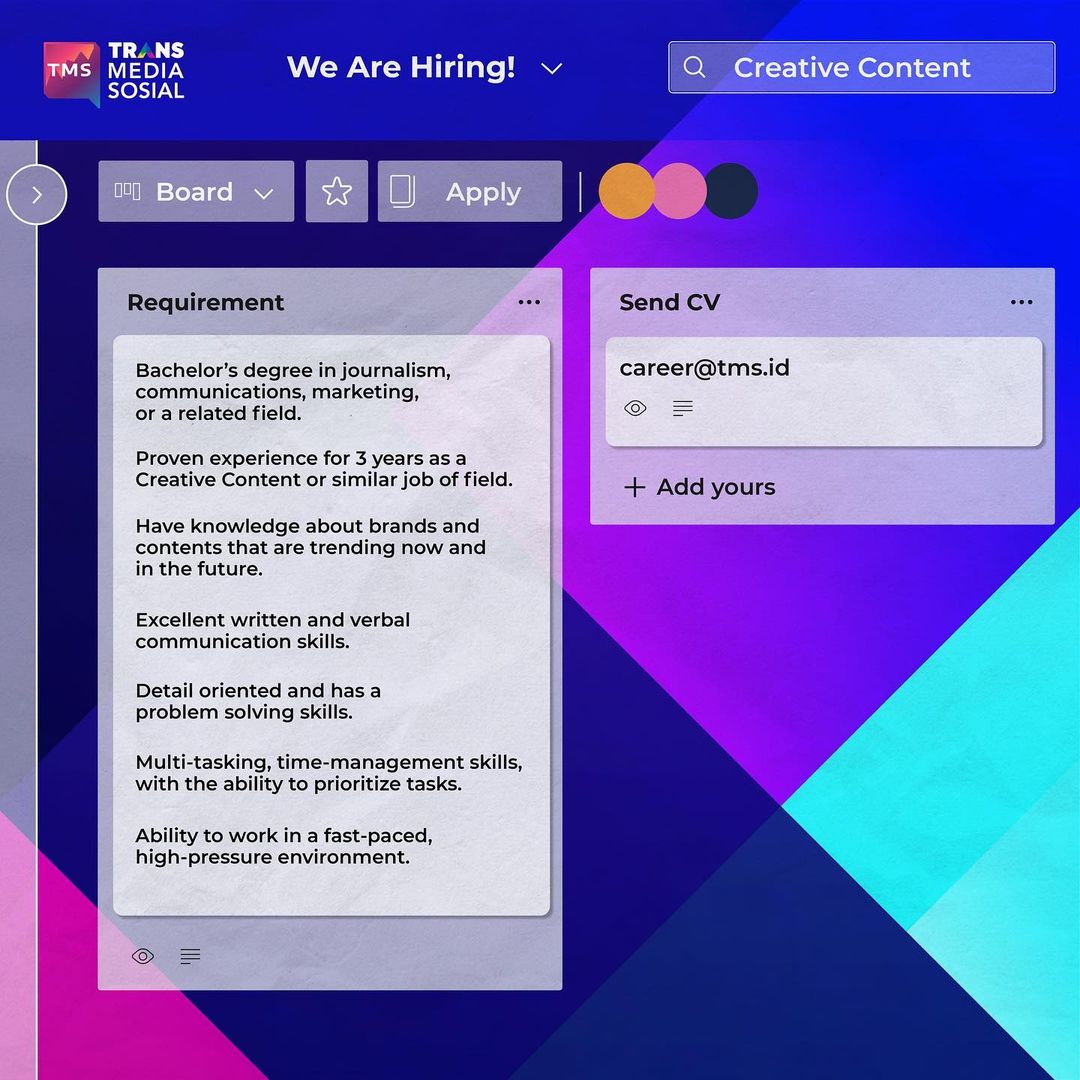 TMS
TRANS
MEDIA
SOSIAL
We Are Hiring!
Creative Content
Board
Apply
Requirement
Bachelor’s degree in journalism,
communications, marketing,
or a related field.
Proven experience for 3 years as a
Creative Content or similar job of field.
Have knowledge about brands and
contents that are trending now and
in the future.
Excellent written and verbal
communication skills.
Detail oriented and has a
problem solving skills.
Multi-tasking, time-management skills,
with the ability to prioritize tasks.
Ability to work in a fast-paced,
high-pressure environment.
Send CV
career@tms.id
+ Add yours